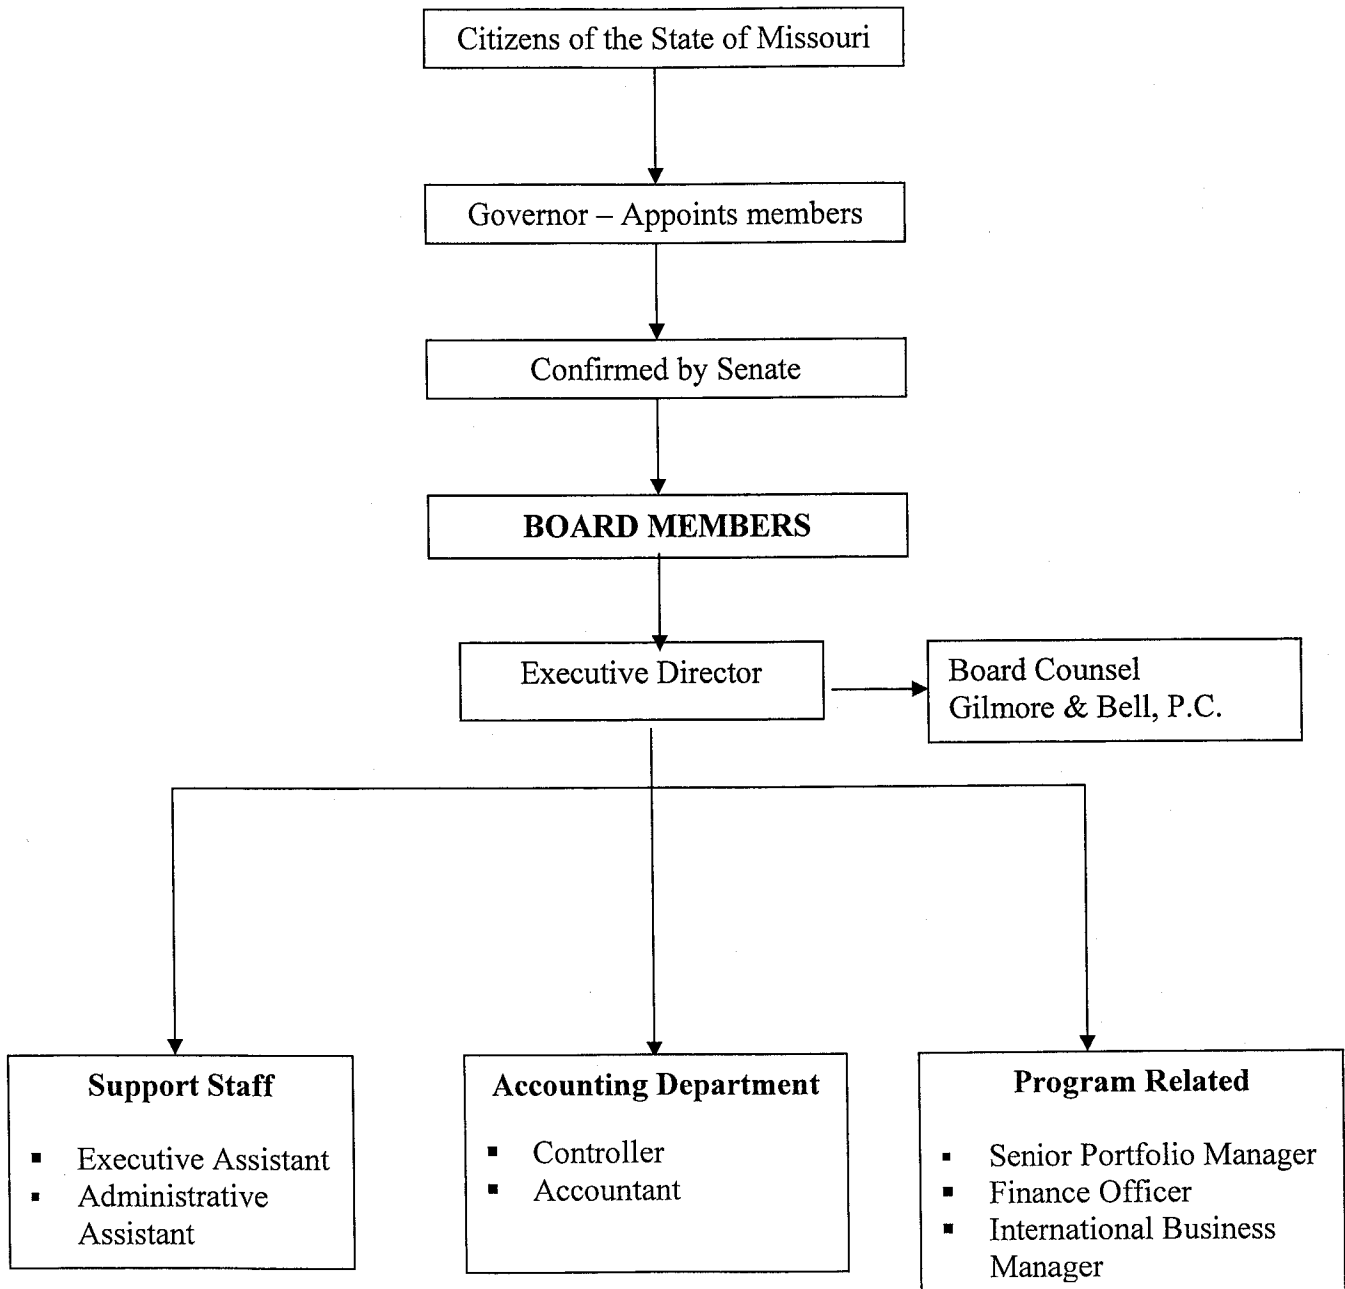 Citizens of the State of Missouri
Governor – Appoints members
Confirmed by Senate
BOARD MEMBERS
Executive Director
Board Counsel
Gilmore & Bell, P.C.
Support Staff
▪ Executive Assistant
▪ Administrative
Assistant
Accounting Department
▪ Controller
▪ Accountant
Program Related
▪ Senior Portfolio Manager
▪ Finance Officer
▪ International Business
Manager